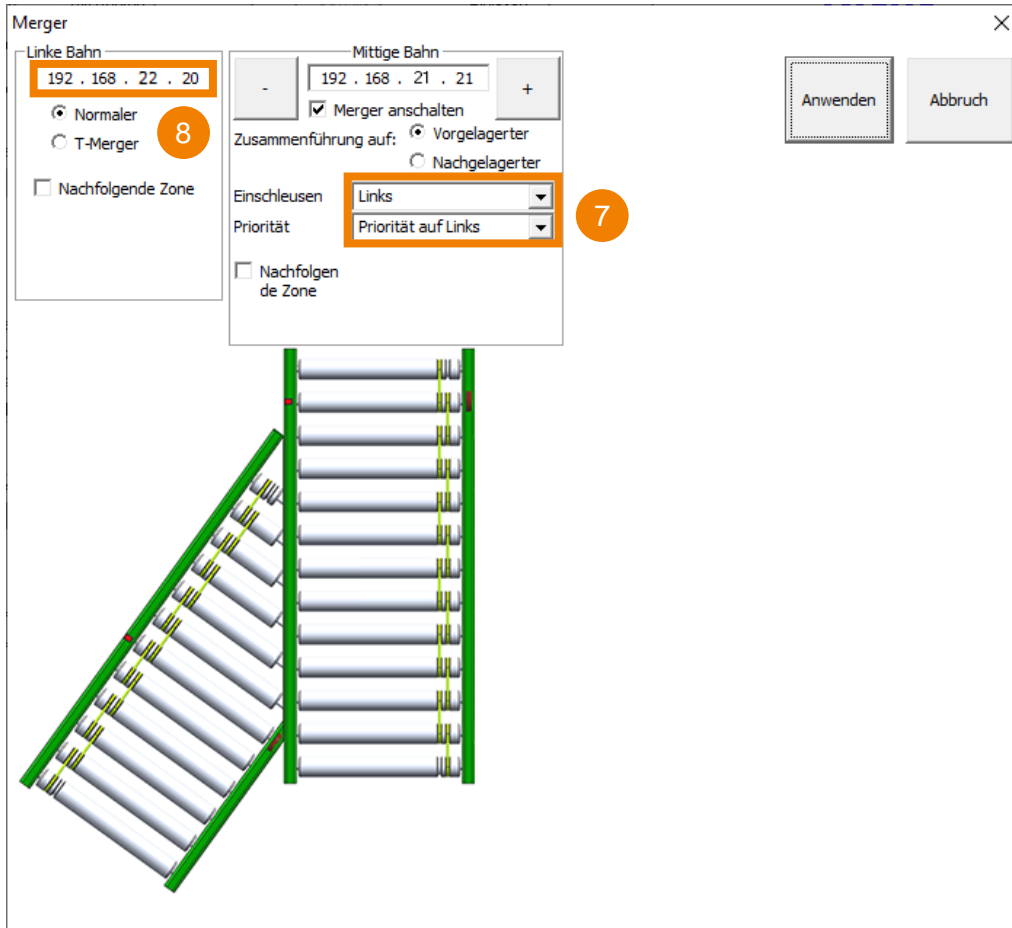 Merger
Linke Bahn
192 . 168 . 22 . 20
Normaler
T-Merger
8
Nachfolgende Zone
Mittige Bahn
-
192 . 168 . 21 . 21
+
Merger anschalten
Zusammenführung auf:
Vorgelagerter
Nachgelagerter
Einschleusen
Links
Priorität
Priorität auf Links
7
Nachfolgen
de Zone
Anwenden
Abbruch